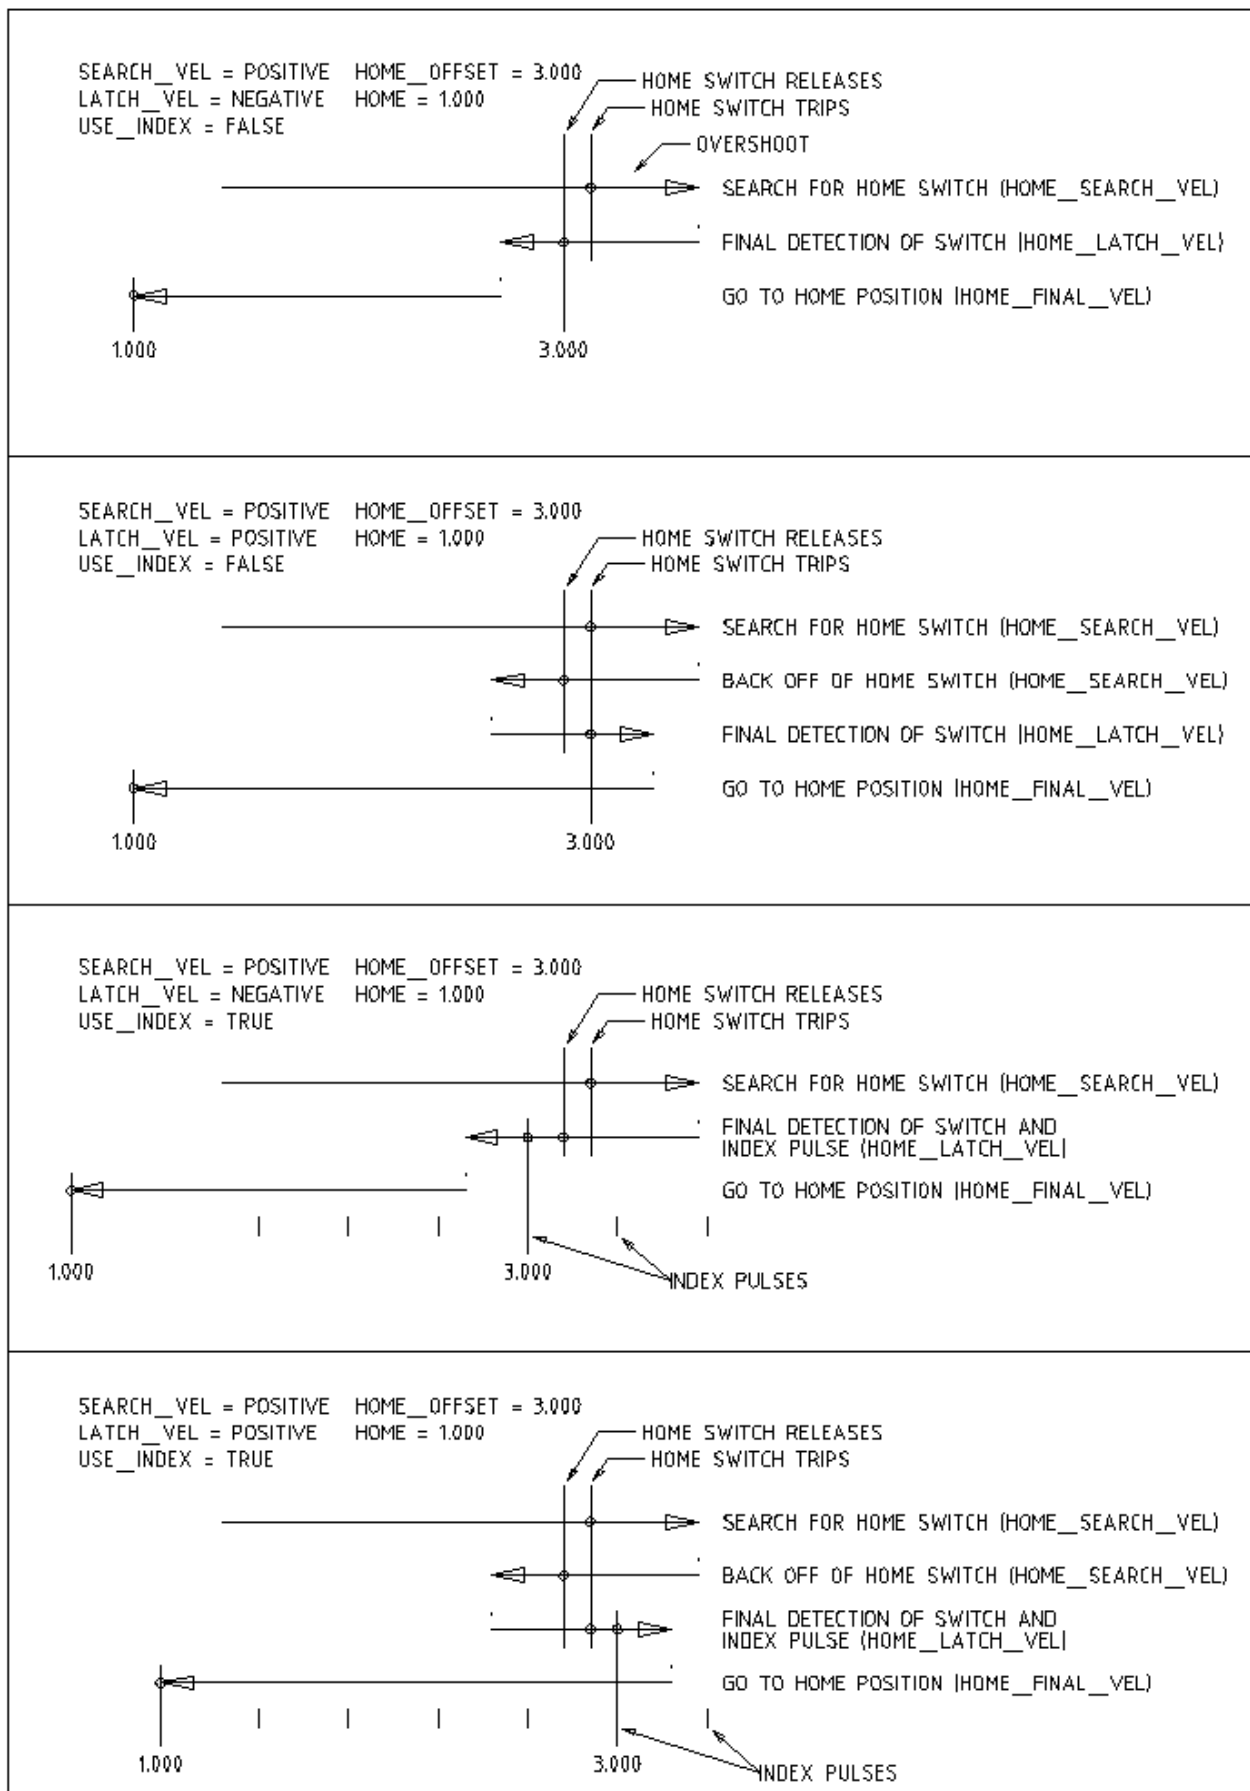 SEARCH_VEL = POSITIVE HOME_OFFSET = 3.000
LATCH_VEL = NEGATIVE HOME = 1.000
USE_INDEX = FALSE
HOME SWITCH RELEASES
HOME SWITCH TRIPS
OVERSHOOT
SEARCH FOR HOME SWITCH (HOME_SEARCH_VEL)
FINAL DETECTION OF SWITCH (HOME_LATCH_VEL)
GO TO HOME POSITION (HOME_FINAL_VEL)
1.000 3.000
SEARCH_VEL = POSITIVE HOME_OFFSET = 3.000
LATCH_VEL = POSITIVE HOME = 1.000
USE_INDEX = FALSE
HOME SWITCH RELEASES
HOME SWITCH TRIPS
SEARCH FOR HOME SWITCH (HOME_SEARCH_VEL)
BACK OFF OF HOME SWITCH (HOME_SEARCH_VEL)
FINAL DETECTION OF SWITCH (HOME_LATCH_VEL)
GO TO HOME POSITION (HOME_FINAL_VEL)
1.000 3.000
SEARCH_VEL = POSITIVE HOME_OFFSET = 3.000
LATCH_VEL = NEGATIVE HOME = 1.000
USE_INDEX = TRUE
HOME SWITCH RELEASES
HOME SWITCH TRIPS
SEARCH FOR HOME SWITCH (HOME_SEARCH_VEL)
FINAL DETECTION OF SWITCH AND
INDEX PULSE (HOME_LATCH_VEL)
GO TO HOME POSITION (HOME_FINAL_VEL)
1.000 3.000
INDEX PULSES
SEARCH_VEL = POSITIVE HOME_OFFSET = 3.000
LATCH_VEL = POSITIVE HOME = 1.000
USE_INDEX = TRUE
HOME SWITCH RELEASES
HOME SWITCH TRIPS
SEARCH FOR HOME SWITCH (HOME_SEARCH_VEL)
BACK OFF OF HOME SWITCH (HOME_SEARCH_VEL)
FINAL DETECTION OF SWITCH AND
INDEX PULSE (HOME_LATCH_VEL)
GO TO HOME POSITION (HOME_FINAL_VEL)
1.000 3.000
INDEX PULSES